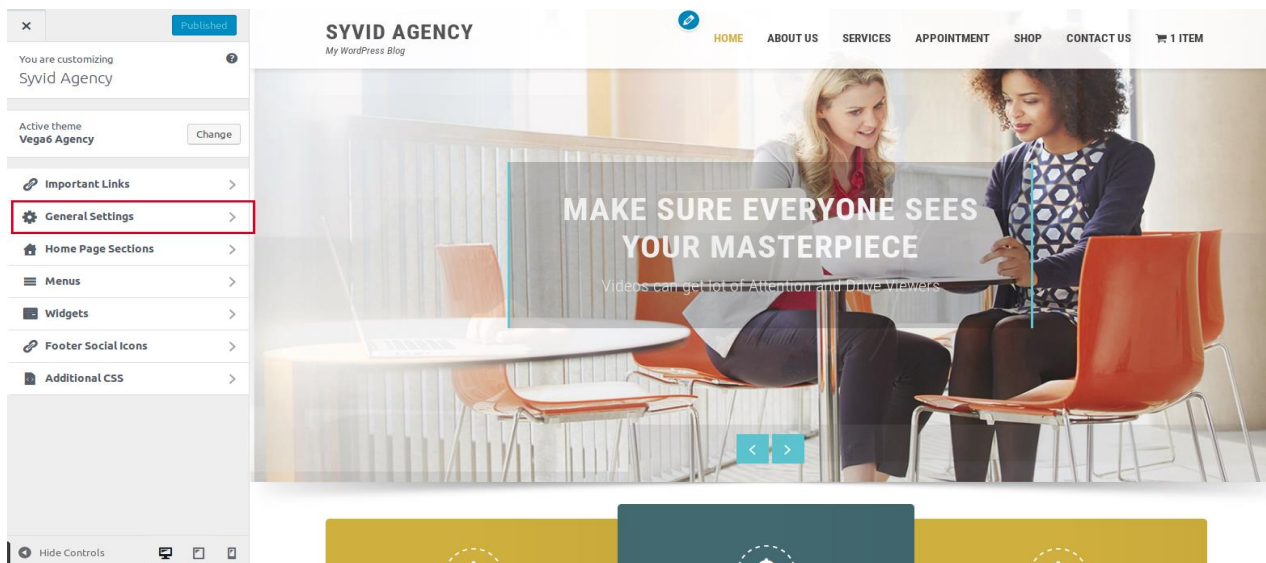 Published
You are customizing
Syvid Agency
Active theme
Vega6 Agency
Change
Important Links
General Settings
Home Page Sections
Menus
Widgets
Footer Social Icons
Additional CSS
Hide Controls
SYVID AGENCY
My WordPress Blog
HOME ABOUT US SERVICES APPOINTMENT SHOP CONTACT US 1 ITEM
MAKE SURE EVERYONE SEES
YOUR MASTERPIECE
Videos can get lot of Attention and Drive Viewers